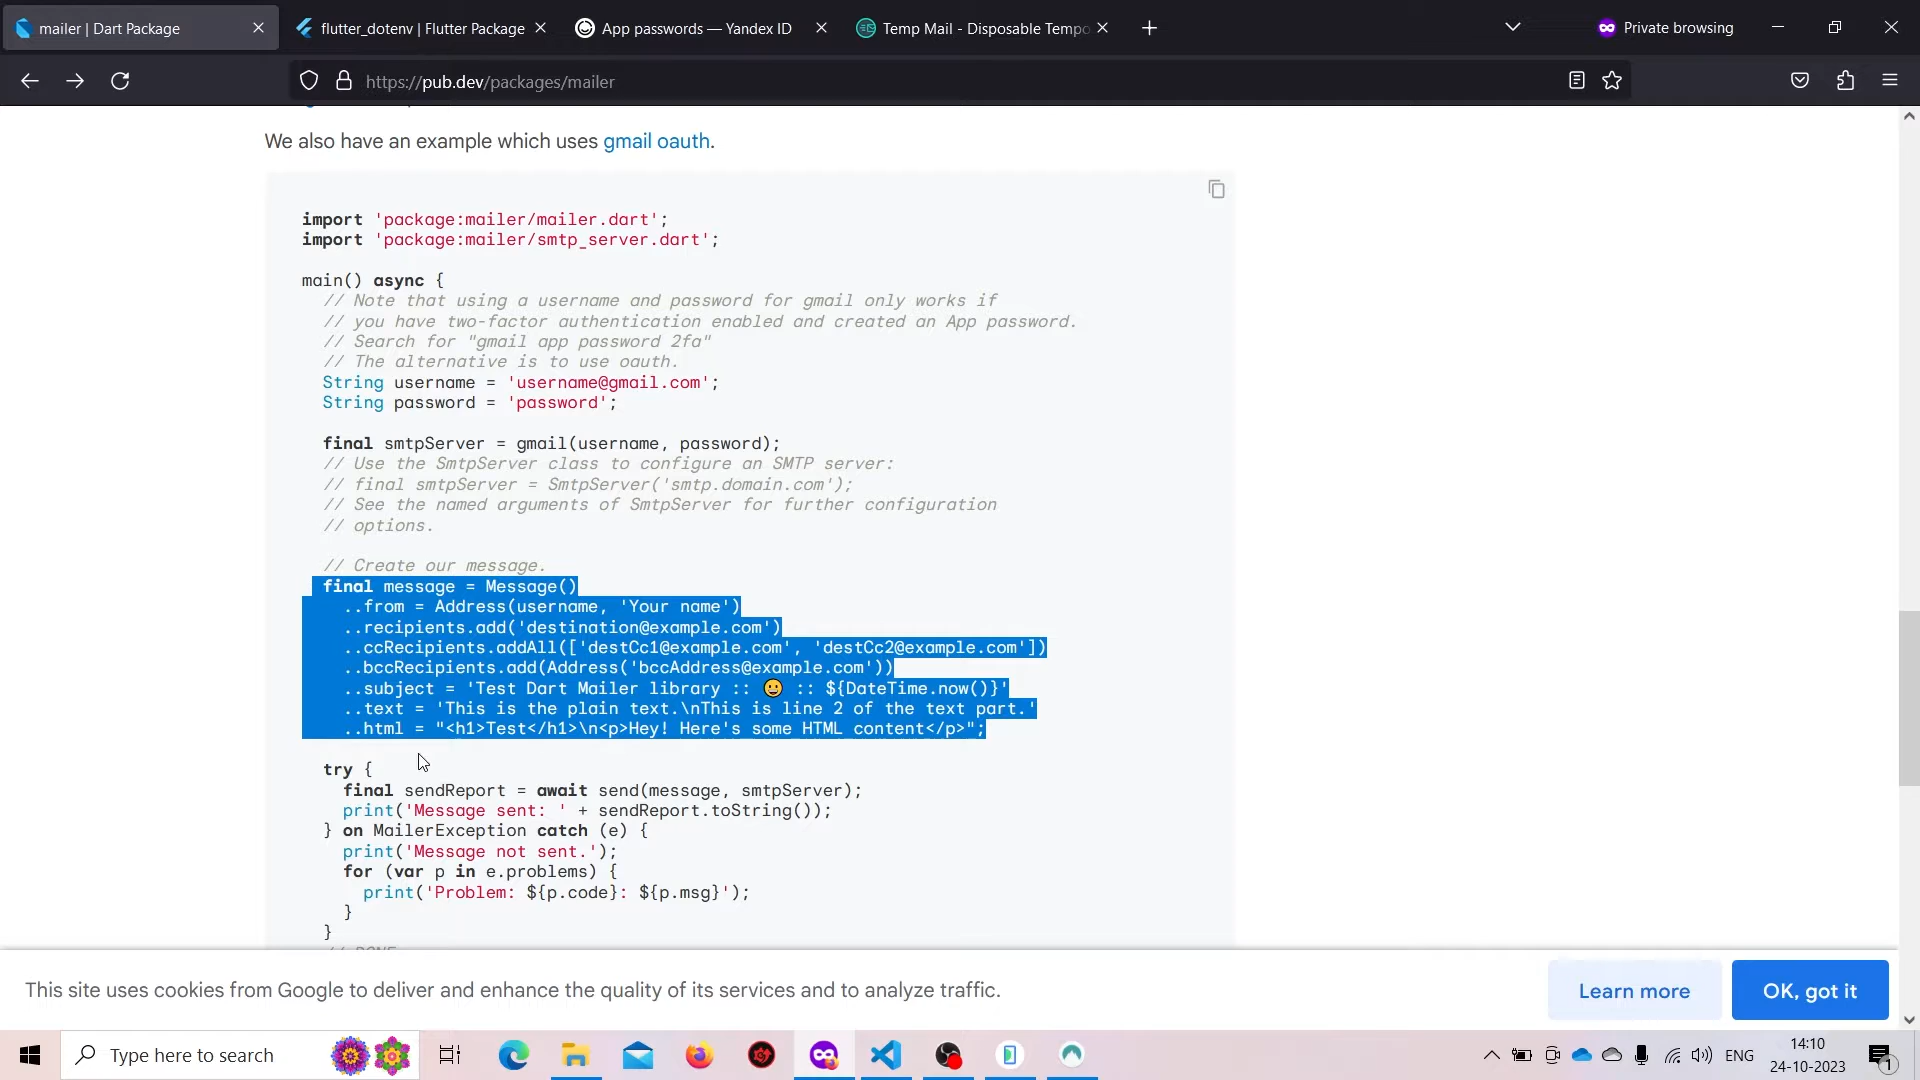 mailer | Dart Package
flutter_dotenv | Flutter Package
App passwords — Yandex ID
Temp Mail - Disposable Tempo
Private browsing
https://pub.dev/packages/mailer
We also have an example which uses gmail oauth.
import 'package:mailer/mailer.dart';
import 'package:mailer/smtp_server.dart';
main() async {
// Note that using a username and password for gmail only works if
// you have two-factor authentication enabled and created an App password.
// Search for "gmail app password 2fa"
// The alternative is to use oauth.
String username = 'username@gmail.com';
String password = 'password';
final smtpServer = gmail(username, password);
// Use the SmtpServer class to configure an SMTP server:
// final smtpServer = SmtpServer('smtp.domain.com');
// See the named arguments of SmtpServer for further configuration
// options.
// Create our message.
final message = Message()
..from = Address(username, 'Your name')
..recipients.add('destination@example.com')
..ccRecipients.addAll(['destCc1@example.com', 'destCc2@example.com'])
..bccRecipients.add(Address('bccAddress@example.com'))
..subject = 'Test Dart Mailer library :: 😀 :: ${DateTime.now()}'
..text = 'This is the plain text.\nThis is line 2 of the text part.'
..html = "<h1>Test</h1>\n<p>Hey! Here's some HTML content</p>";
try {
final sendReport = await send(message, smtpServer);
print('Message sent: ' + sendReport.toString());
} on MailerException catch (e) {
print('Message not sent.');
for (var p in e.problems) {
print('Problem: ${p.code}: ${p.msg}');
}
}
// DONE
This site uses cookies from Google to deliver and enhance the quality of its services and to analyze traffic.
Learn more
OK, got it
Type here to search
ENG
14:10
24-10-2023
1